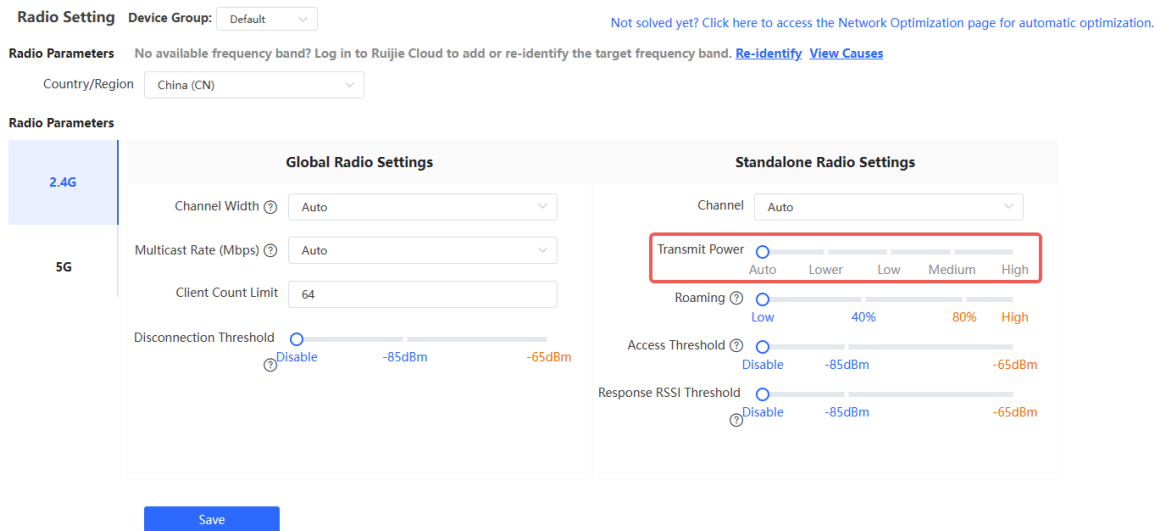 Radio Setting Device Group: Default
Not solved yet? Click here to access the Network Optimization page for automatic optimization.
Radio Parameters No available frequency band? Log in to Ruijie Cloud to add or re-identify the target frequency band. Re-identify View Causes
Country/Region China (CN)
Radio Parameters
2.4G
5G
Global Radio Settings
Channel Width ? Auto
Multicast Rate (Mbps) ? Auto
Client Count Limit 64
Disconnection Threshold ?
Disable -85dBm -65dBm
Standalone Radio Settings
Channel Auto
Transmit Power
Auto Lower Low Medium High
Roaming ?
Low 40% 80% High
Access Threshold ?
Disable -85dBm -65dBm
Response RSSI Threshold ?
Disable -85dBm -65dBm
Save